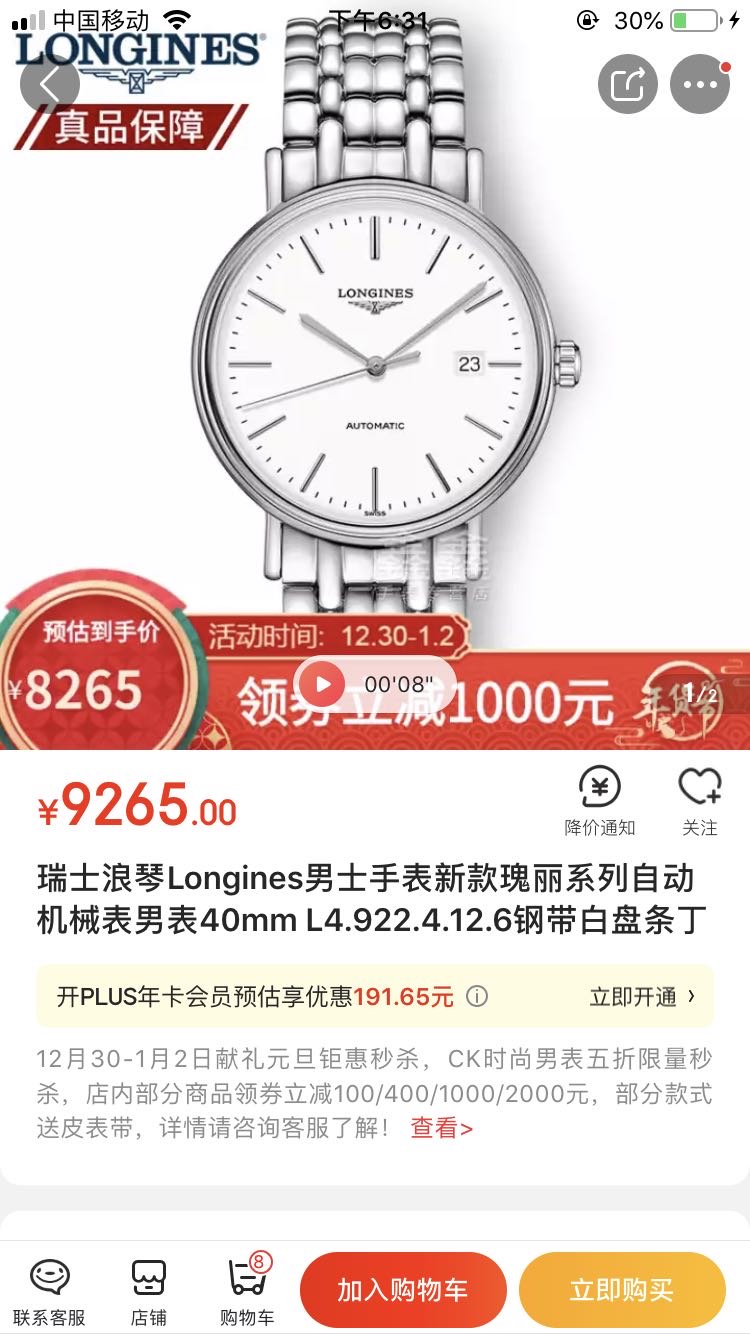 中国移动
下午6:31
30%
LONGINES
真品保障
LONGINES
23
AUTOMATIC
SWISS
预估到手价
¥8265
活动时间: 12.30-1.2
领券立减1000元
00'08"
年货节
1/2
¥9265.00
降价通知
关注
瑞士浪琴Longines男士手表新款瑰丽系列自动
机械表男表40mm L4.922.4.12.6钢带白盘条丁
开PLUS年卡会员预估享优惠191.65元
立即开通 ›
12月30-1月2日献礼元旦钜惠秒杀，CK时尚男表五折限量秒
杀，店内部分商品领券立减100/400/1000/2000元，部分款式
送皮表带，详情请咨询客服了解！ 查看>
联系客服
店铺
8
购物车
加入购物车
立即购买